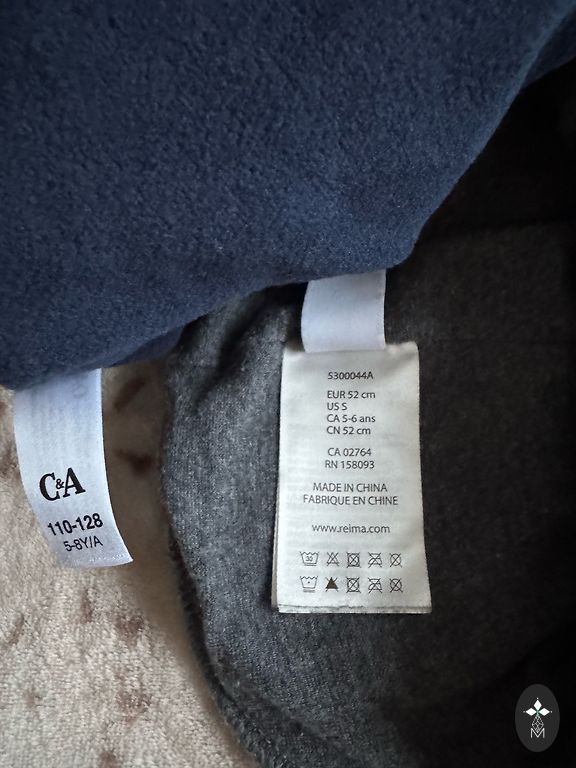 5300044A
EUR 52 cm
US S
CA 5-6 ans
CN 52 cm
CA 02764
RN 158093
MADE IN CHINA
FABRIQUE EN CHINE
www.reima.com
30
C&A
110-128
5-8Y/A
M